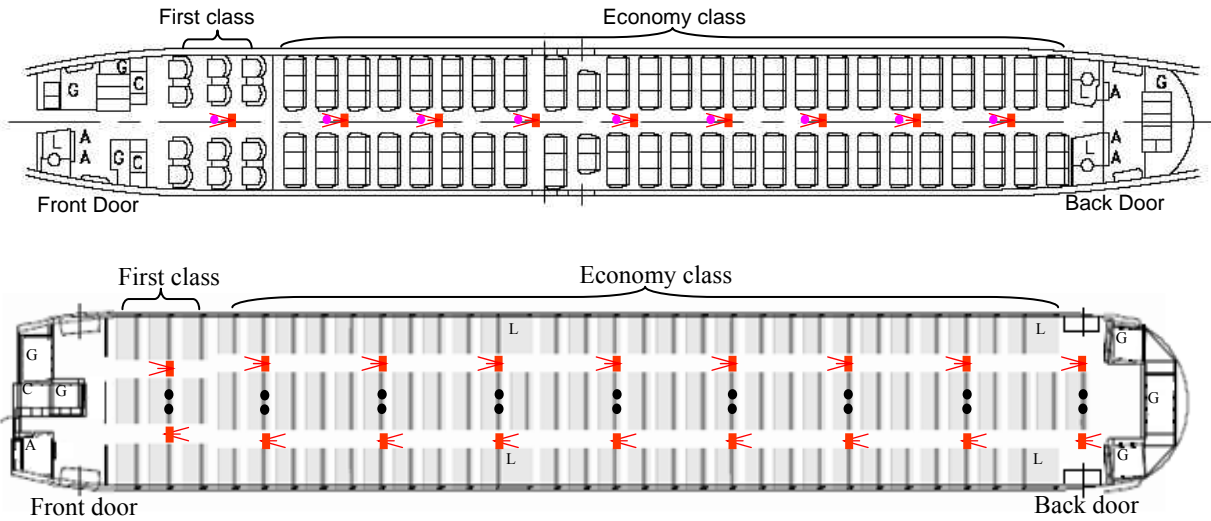 First class
Economy class
G
G
C
L
A
G
L
A
A
G
C
L
A
A
Front Door
Back Door
First class
Economy class
L
L
G
G
C
G
G
A
L
L
G
Front door
Back door